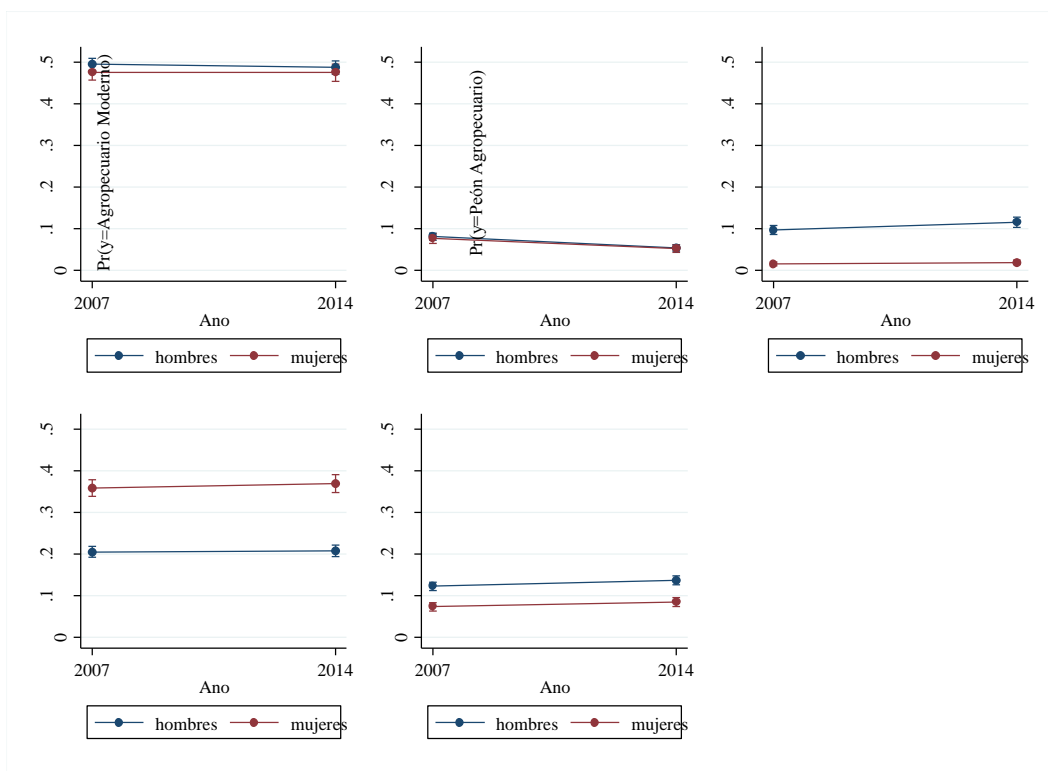 .5
.4
.3
.2
.1
0
Pr(y=Agropecuario Moderno)
2007 2014
Ano
hombres mujeres
.5
.4
.3
.2
.1
0
Pr(y=Peón Agropecuario)
2007 2014
Ano
hombres mujeres
.5
.4
.3
.2
.1
0
2007 2014
Ano
hombres mujeres
.5
.4
.3
.2
.1
0
2007 2014
Ano
hombres mujeres
.5
.4
.3
.2
.1
0
2007 2014
Ano
hombres mujeres